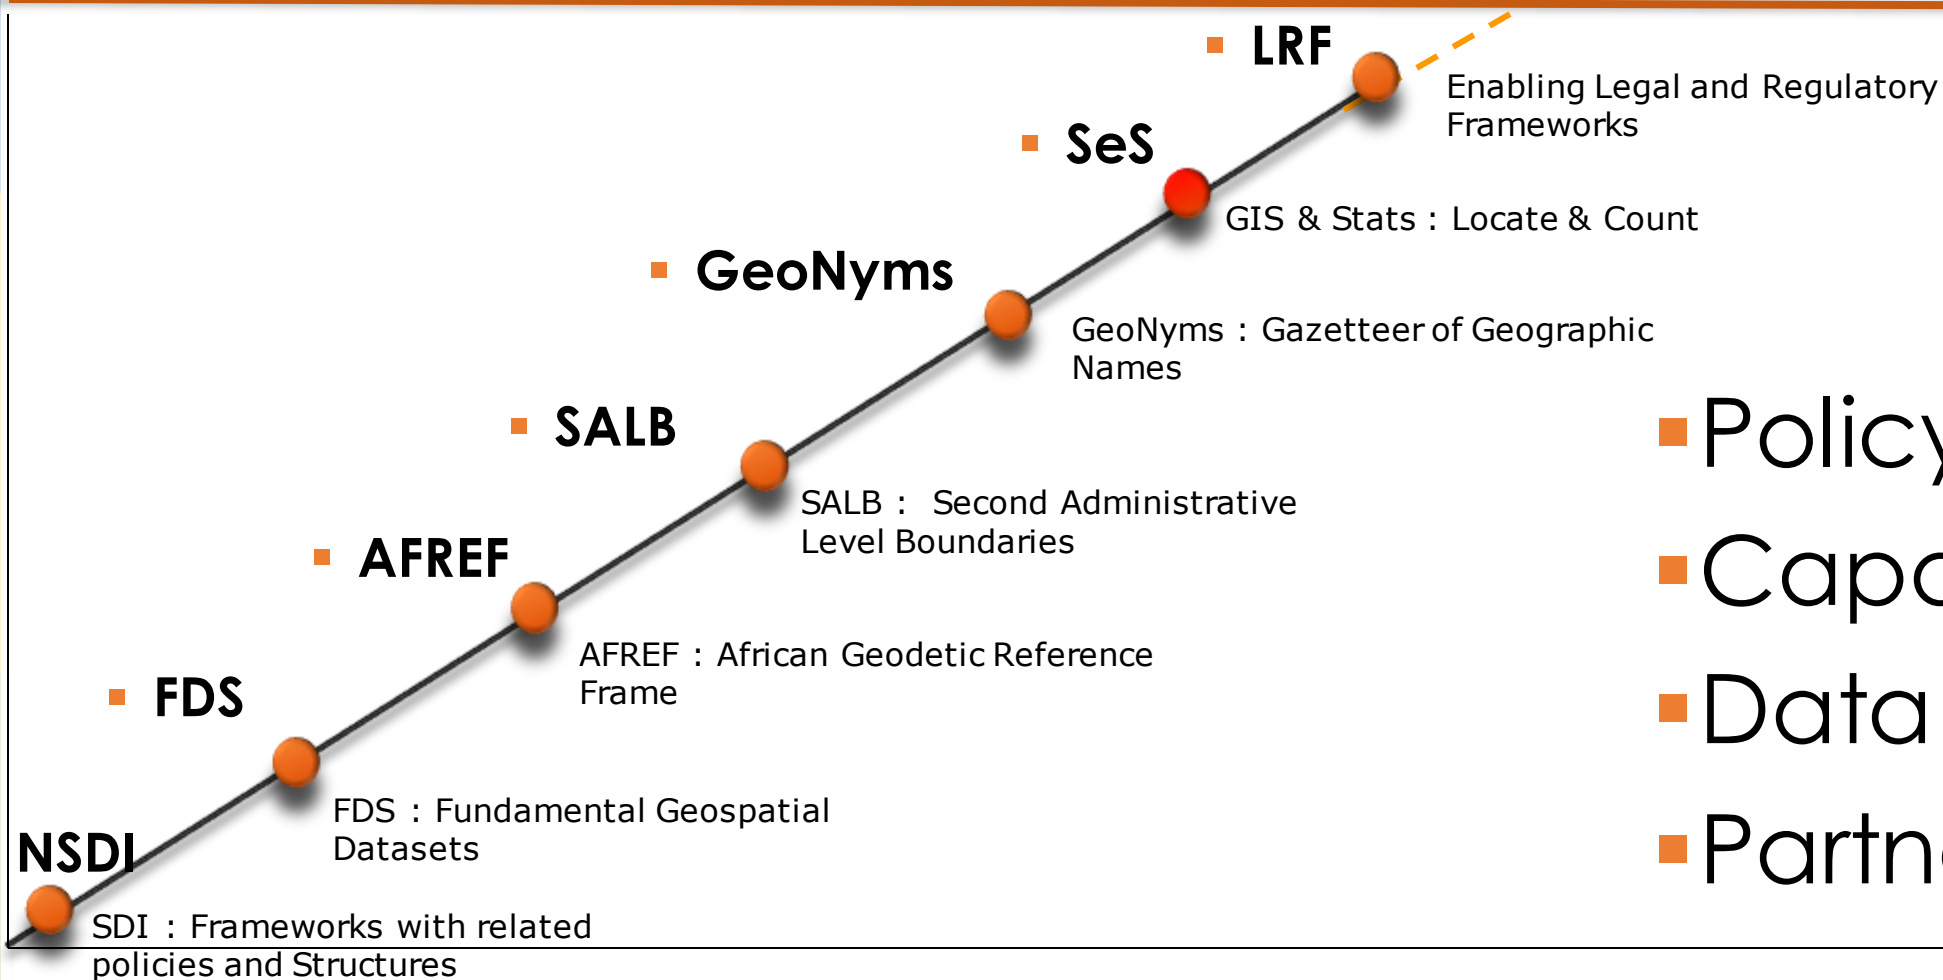 LRF
Enabling Legal and Regulatory
Frameworks
SeS
GIS & Stats : Locate & Count
GeoNyms
GeoNyms : Gazetteer of Geographic
Names
SALB
SALB :  Second Administrative
Level Boundaries
AFREF
AFREF : African Geodetic Reference
Frame
FDS
FDS : Fundamental Geospatial
Datasets
NSDI
SDI : Frameworks with related
policies and Structures
Policy
Data